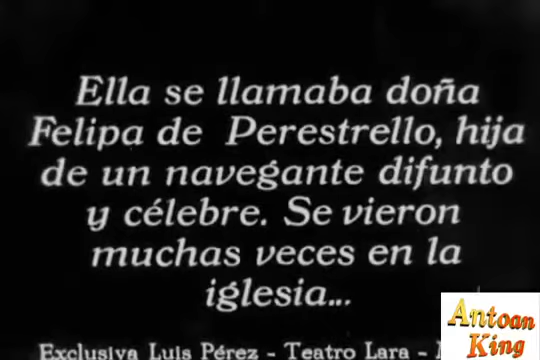 Ella se llamaba doña
Felipa de Perestrello, hija
de un navegante difunto
y célebre. Se vieron
muchas veces en la
iglesia...
Exclusiva Luis Pérez - Teatro Lara -
Antoan
King